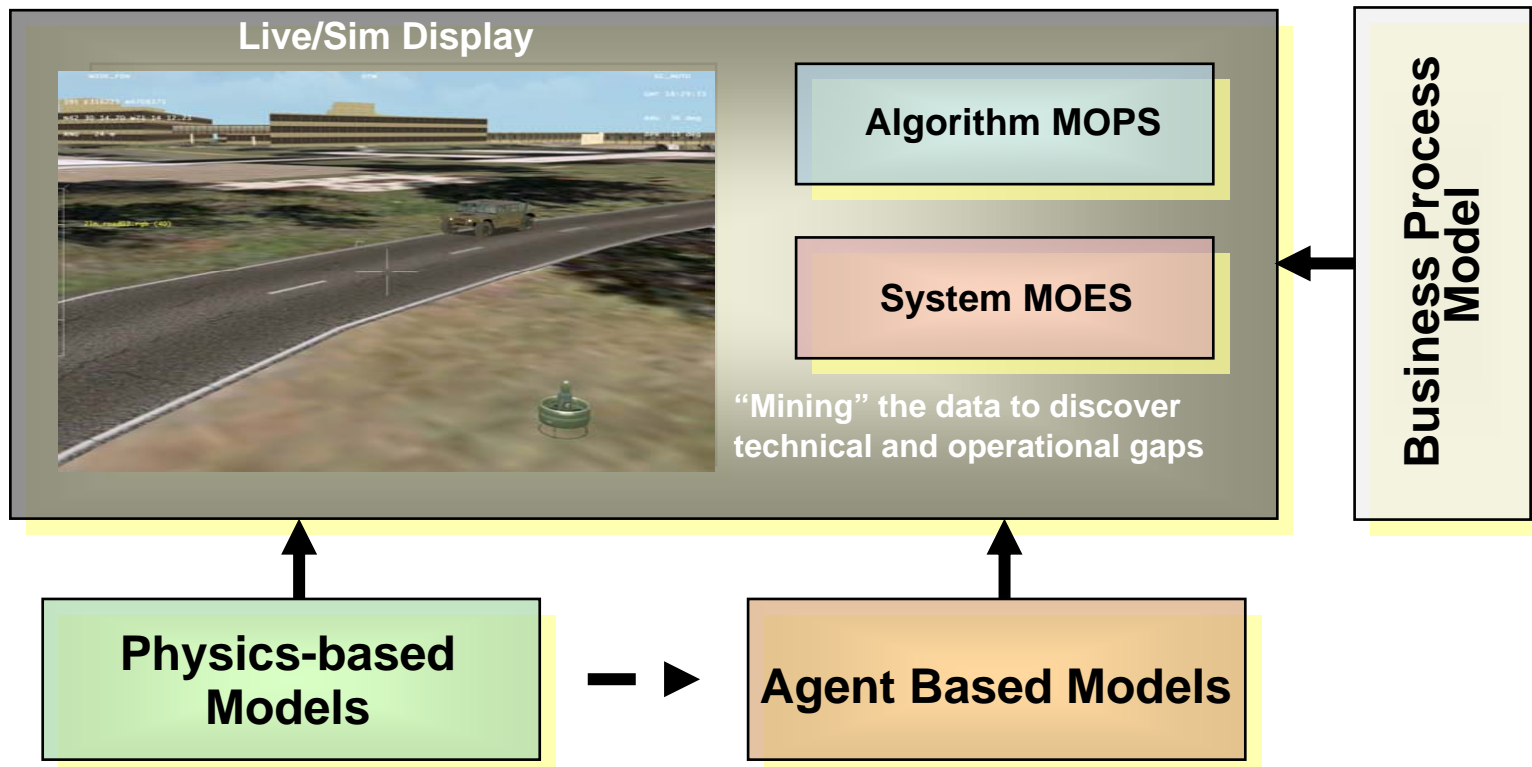 Live/Sim Display
Algorithm MOPS
System MOES
“Mining” the data to discover
technical and operational gaps
Business Process
Model
Physics-based
Models
Agent Based Models